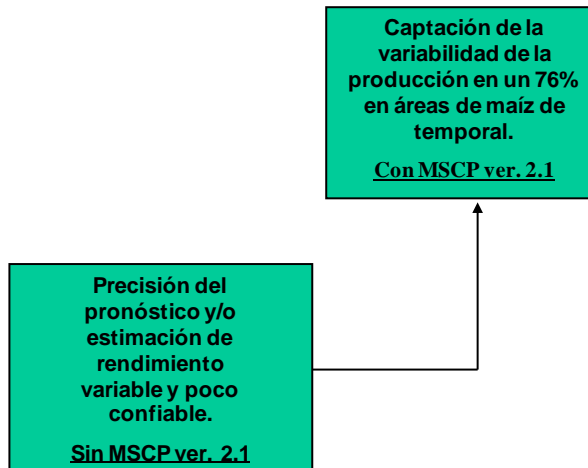 Captación de la
variabilidad de la
producción en un 76%
en áreas de maíz de
temporal.
Con MSCP ver. 2.1
Precisión del
pronóstico y/o
estimación de
rendimiento
variable y poco
confiable.
Sin MSCP ver. 2.1